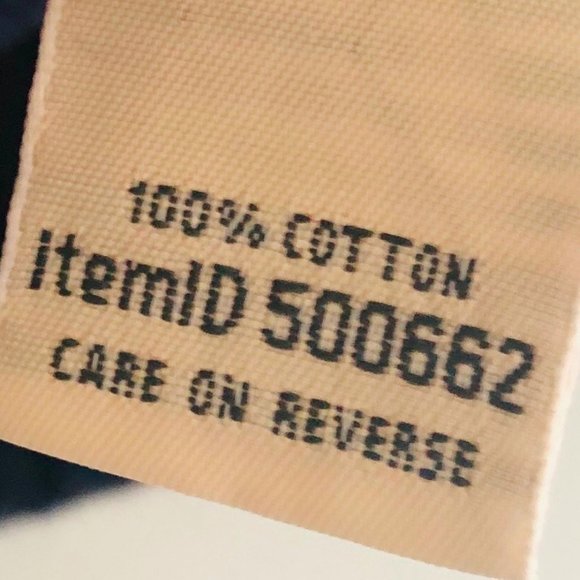 100% COTTON
ItemID 500662
CARE ON REVERSE